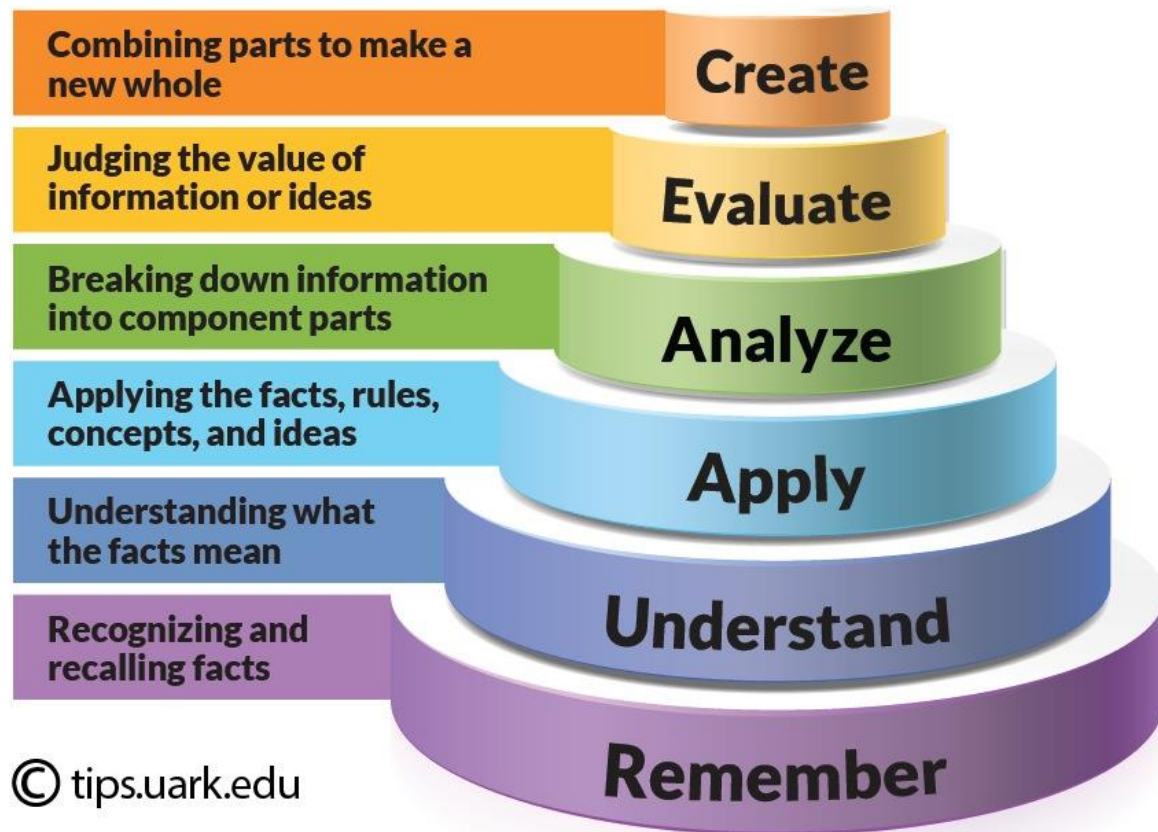 Combining parts to make a
new whole
Create
Judging the value of
information or ideas
Evaluate
Breaking down information
into component parts
Analyze
Applying the facts, rules,
concepts, and ideas
Apply
Understanding what
the facts mean
Understand
Recognizing and
recalling facts
Remember
© tips.uark.edu